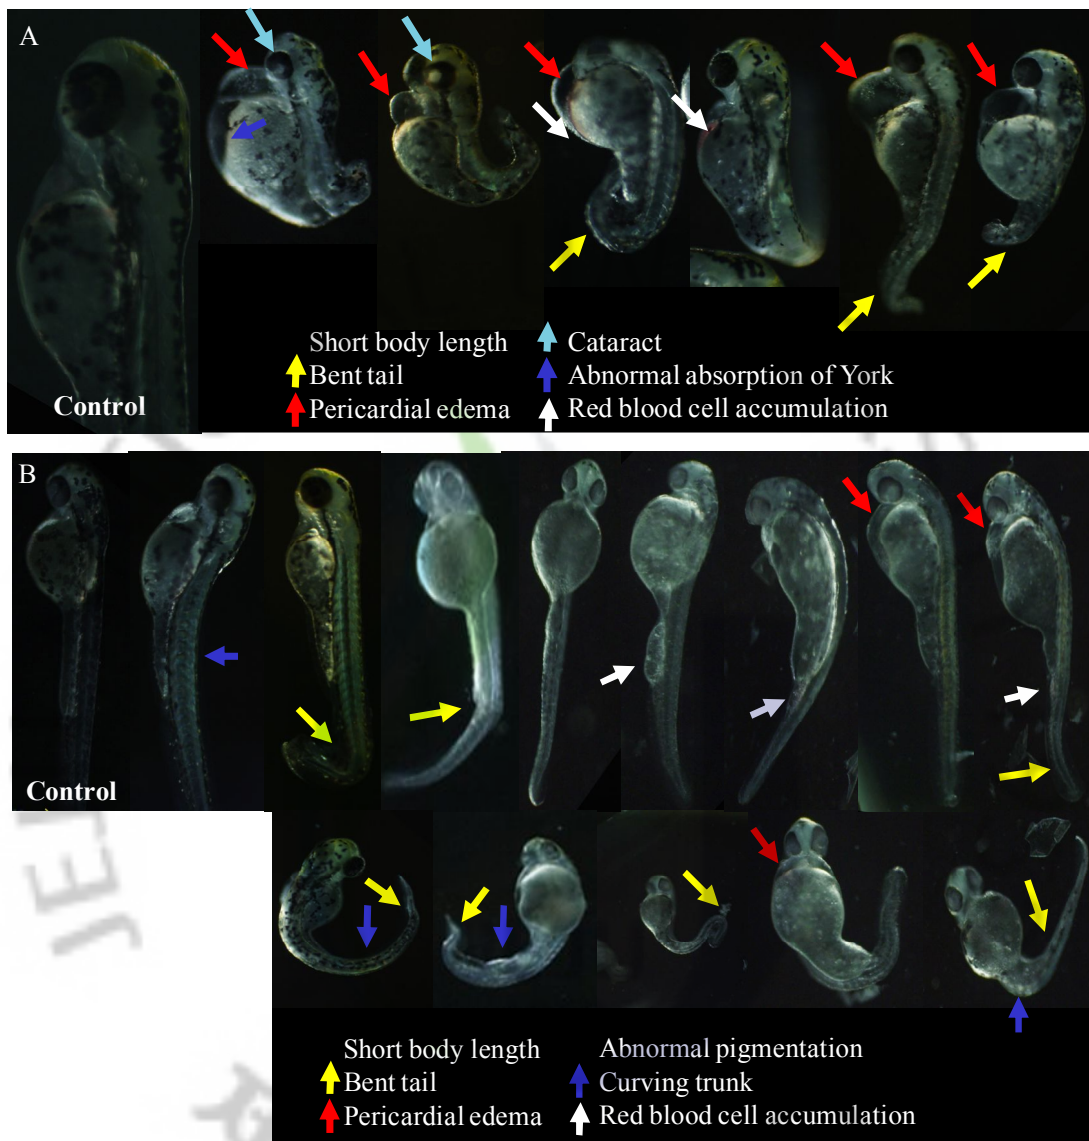 A
Control
Short body length
Bent tail
Pericardial edema
Cataract
Abnormal absorption of York
Red blood cell accumulation
B
Control
Short body length
Bent tail
Pericardial edema
Abnormal pigmentation
Curving trunk
Red blood cell accumulation